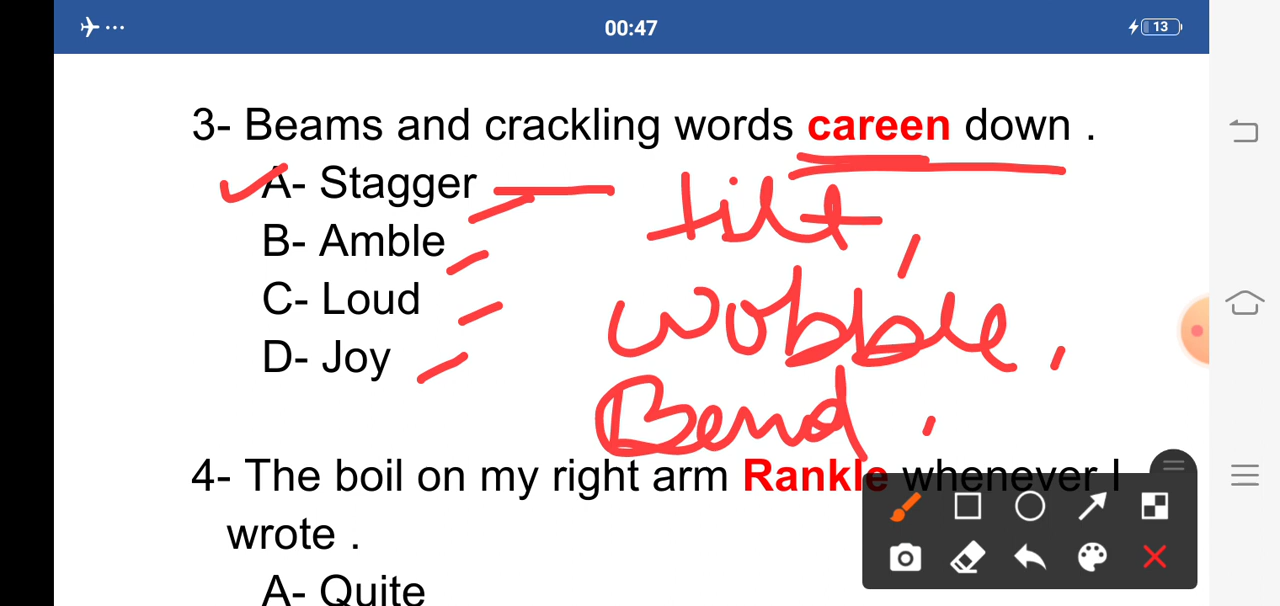 00:47
13
3- Beams and crackling words careen down .
A- Stagger
tilt,
B- Amble
C- Loud
wobble,
D- Joy
Bend,
4- The boil on my right arm Rankle whenever I
wrote .
A- Quite